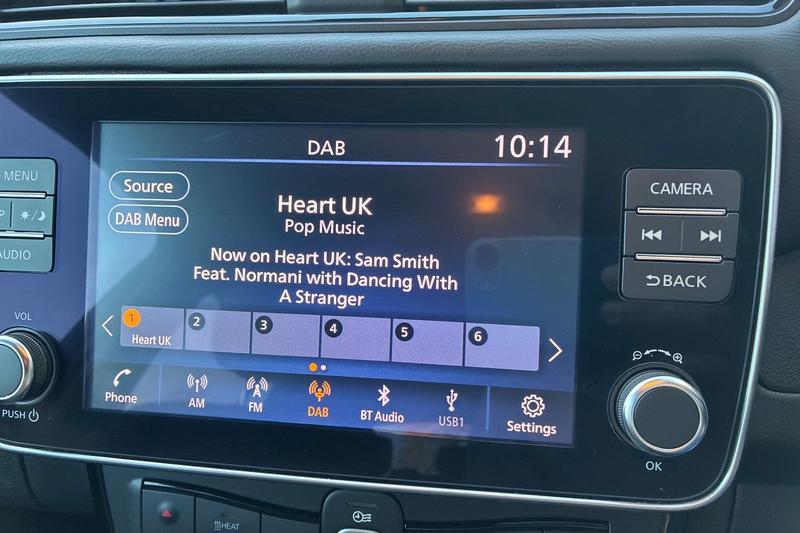 DAB
10:14
MENU
Source
CAMERA
Heart UK
DAB Menu
Pop Music
AUDIO
BACK
Now on Heart UK: Sam Smith
Feat. Normani with Dancing With
A Stranger
1 2 3 4 5 6
Heart UK
VOL
PUSH
Phone
AM
FM
DAB
BT Audio
USB1
Settings
OK
HEAT